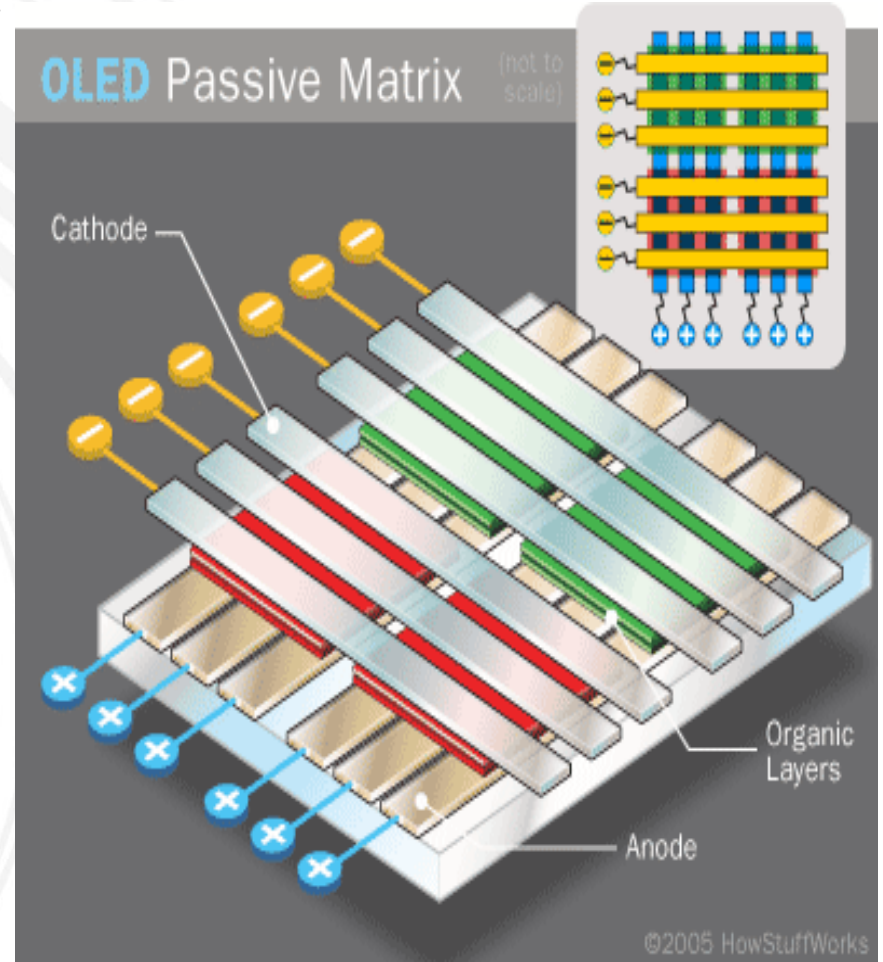 OLED Passive Matrix
(not to
scale)
Cathode
Organic
Layers
Anode
©2005 HowStuffWorks